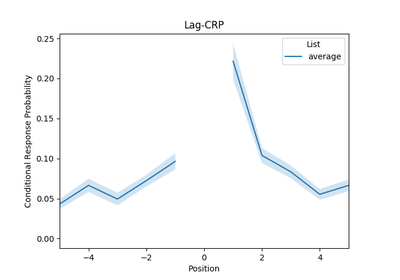 Lag-CRP
0.25
0.20
0.15
0.10
0.05
0.00
Conditional Response Probability
List
average
−4
−2
0
2
4
Position